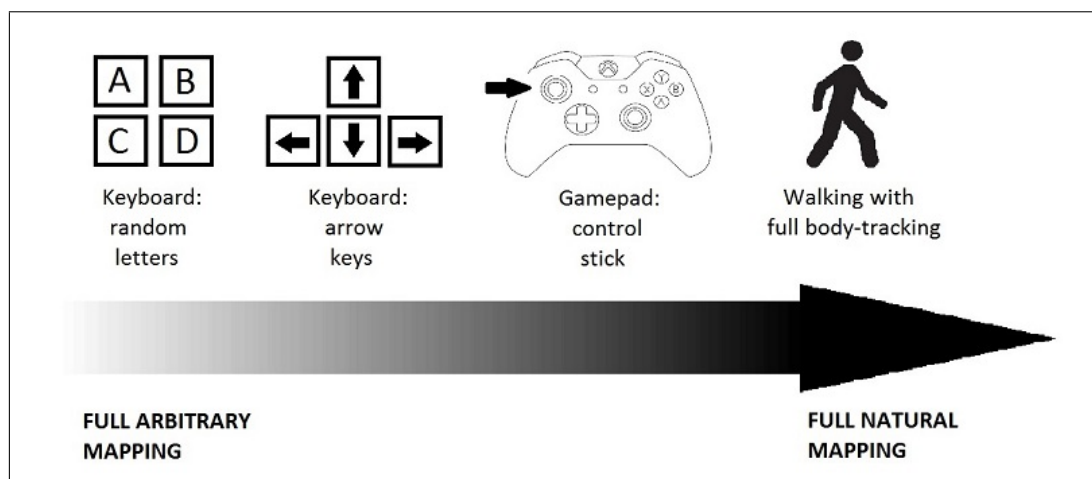 A B
C D
Keyboard:
random
letters
Keyboard:
arrow
keys
Y
X B
A
Gamepad:
control
stick
Walking with
full body-tracking
FULL ARBITRARY
MAPPING
FULL NATURAL
MAPPING